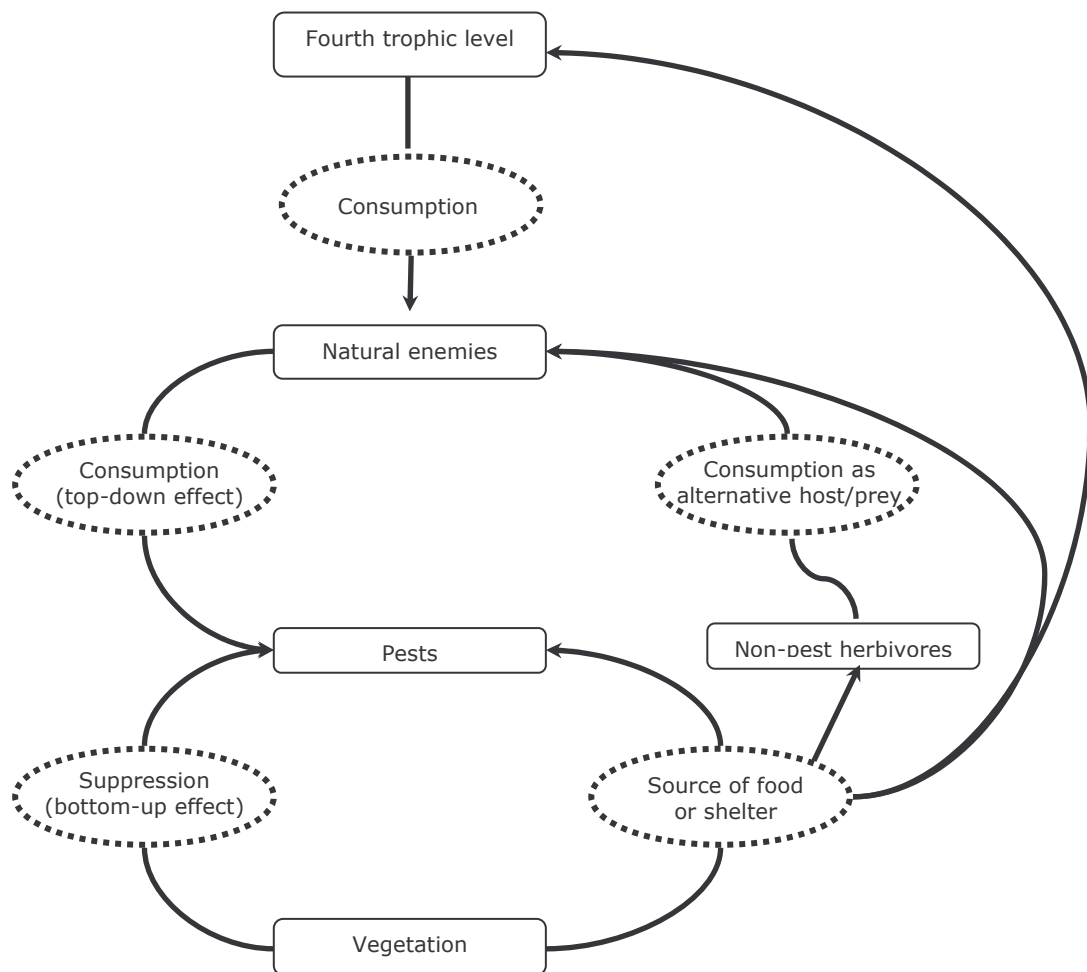 Fourth trophic level
Consumption
Natural enemies
Consumption
(top-down effect)
Consumption as
alternative host/prey
Pests
Non-pest herbivores
Suppression
(bottom-up effect)
Source of food
or shelter
Vegetation